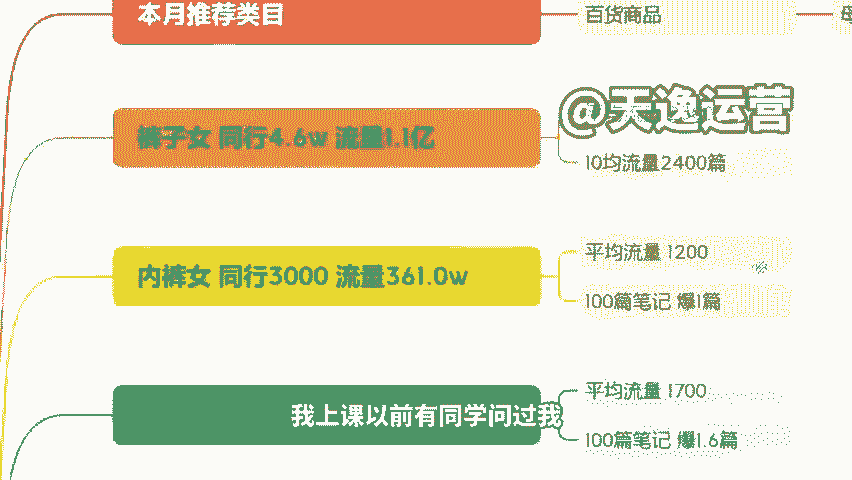 本月推荐类目
百货商品
裤子女 同行4.6w 流量1.1亿
@天逸运营
10均流量2400篇
内裤女 同行3000 流量361.0w
平均流量 1200
100篇笔记 爆1篇
我上课以前有同学问过我
平均流量 1700
100篇笔记 爆1.6篇